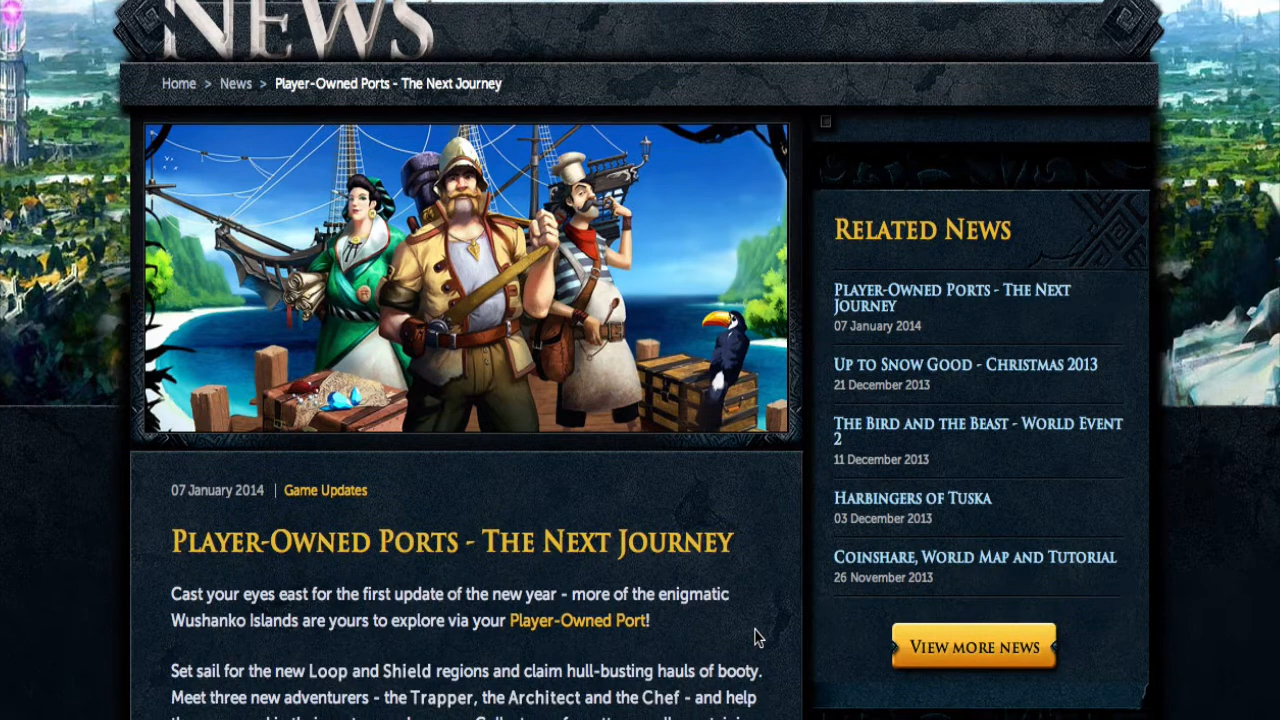 NEWS
Home > News > Player-Owned Ports - The Next Journey
07 January 2014 | Game Updates
Player-Owned Ports - The Next Journey
Cast your eyes east for the first update of the new year - more of the enigmatic
Wushanko Islands are yours to explore via your Player-Owned Port!
Set sail for the new Loop and Shield regions and claim hull-busting hauls of booty.
Meet three new adventurers - the Trapper, the Architect and the Chef - and help
Related News
Player-Owned Ports - The Next
Journey
07 January 2014
Up to Snow Good - Christmas 2013
21 December 2013
The Bird and the Beast - World Event
2
11 December 2013
Harbingers of Tuska
03 December 2013
Coinshare, World Map and Tutorial
26 November 2013
View more news